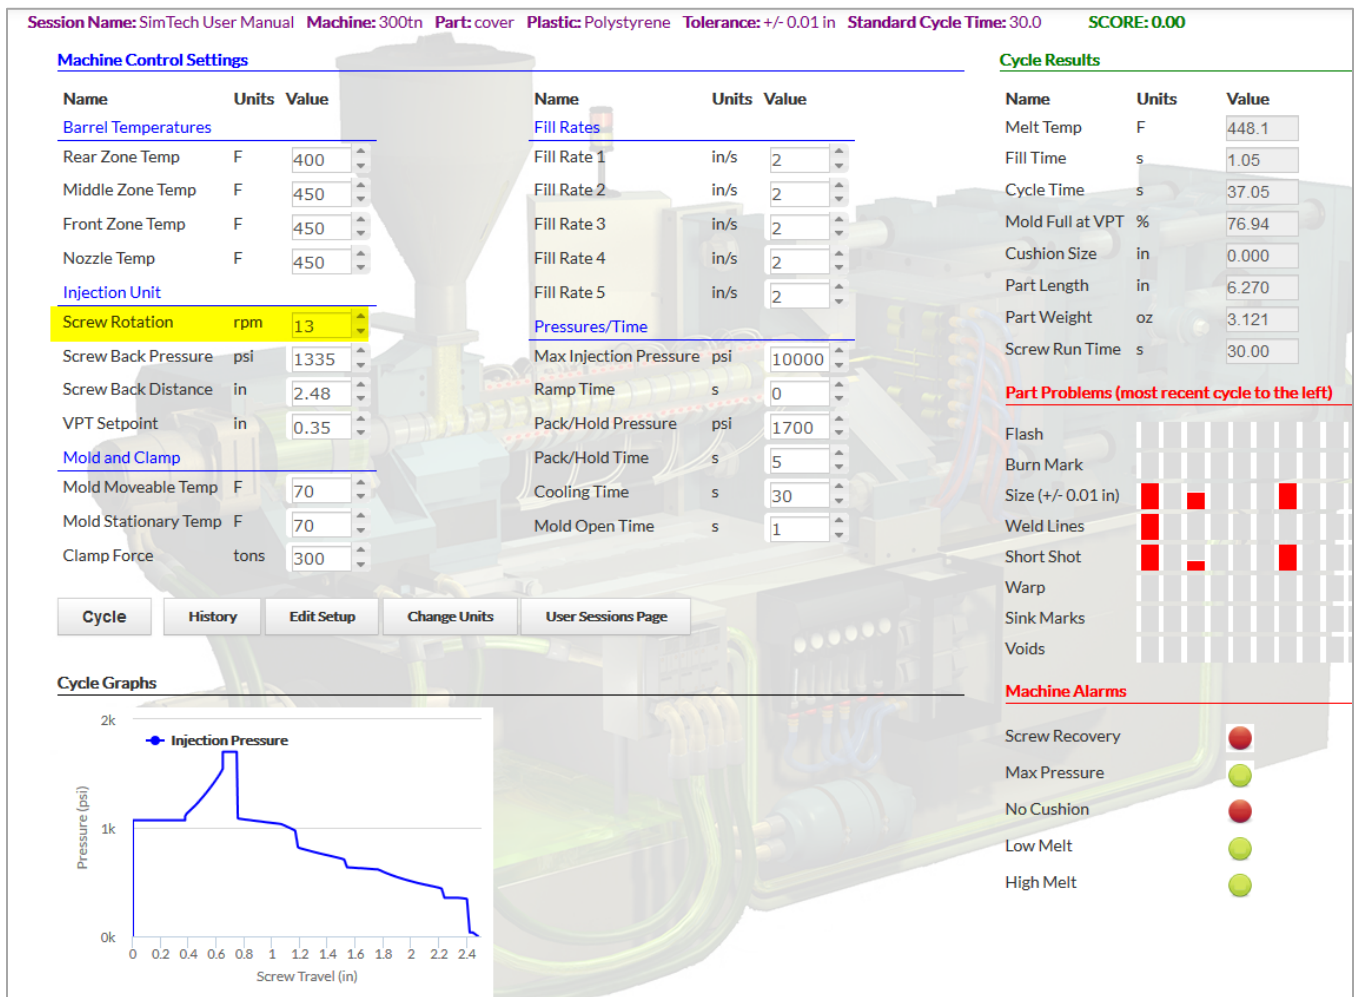 Session Name: SimTech User Manual Machine: 300tn Part: cover Plastic: Polystyrene Tolerance: +/- 0.01 in Standard Cycle Time: 30.0 SCORE: 0.00
Machine Control Settings
Name Units Value
Barrel Temperatures
Rear Zone Temp F 400
Middle Zone Temp F 450
Front Zone Temp F 450
Nozzle Temp F 450
Injection Unit
Screw Rotation rpm 13
Screw Back Pressure psi 1335
Screw Back Distance in 2.48
VPT Setpoint in 0.35
Mold and Clamp
Mold Moveable Temp F 70
Mold Stationary Temp F 70
Clamp Force tons 300
Name Units Value
Fill Rates
Fill Rate 1 in/s 2
Fill Rate 2 in/s 2
Fill Rate 3 in/s 2
Fill Rate 4 in/s 2
Fill Rate 5 in/s 2
Pressures/Time
Max Injection Pressure psi 10000
Ramp Time s 0
Pack/Hold Pressure psi 1700
Pack/Hold Time s 5
Cooling Time s 30
Mold Open Time s 1
Cycle History Edit Setup Change Units User Sessions Page
Cycle Graphs
2k
Injection Pressure
1k
Pressure (psi)
0k
0 0.2 0.4 0.6 0.8 1 1.2 1.4 1.6 1.8 2 2.2 2.4
Screw Travel (in)
Cycle Results
Name Units Value
Melt Temp F 448.1
Fill Time s 1.05
Cycle Time s 37.05
Mold Full at VPT % 76.94
Cushion Size in 0.000
Part Length in 6.270
Part Weight oz 3.121
Screw Run Time s 30.00
Part Problems (most recent cycle to the left)
Flash
Burn Mark
Size (+/- 0.01 in)
Weld Lines
Short Shot
Warp
Sink Marks
Voids
Machine Alarms
Screw Recovery
Max Pressure
No Cushion
Low Melt
High Melt